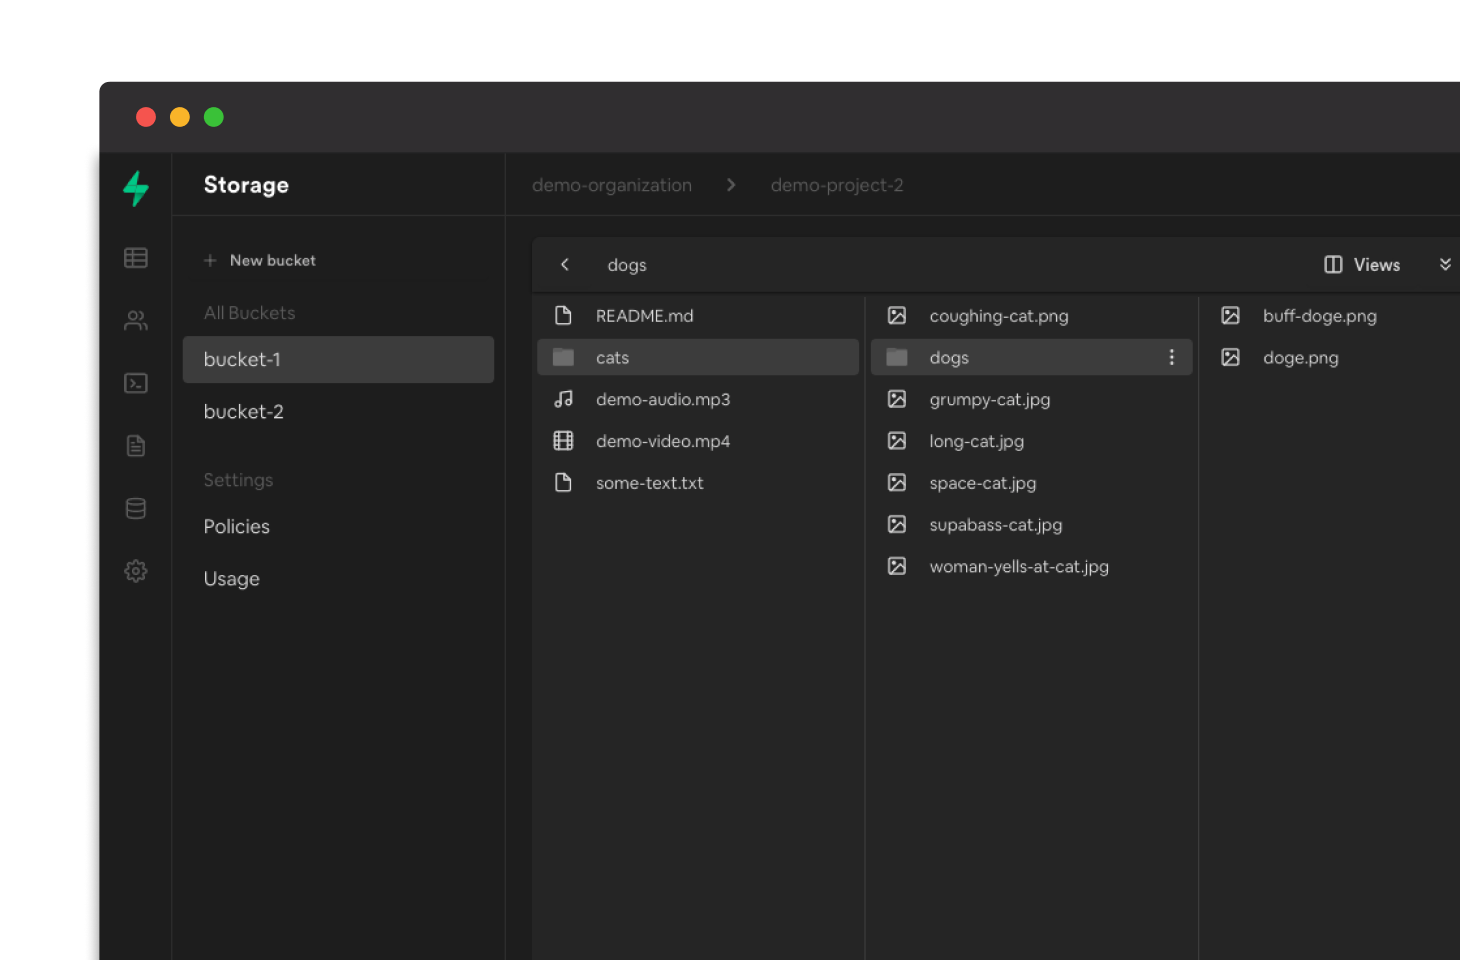 Storage
demo-organization > demo-project-2
+ New bucket
All Buckets
bucket-1
bucket-2
Settings
Policies
Usage
dogs
Views
README.md
cats
demo-audio.mp3
demo-video.mp4
some-text.txt
coughing-cat.png
dogs
grumpy-cat.jpg
long-cat.jpg
space-cat.jpg
supabass-cat.jpg
woman-yells-at-cat.jpg
buff-doge.png
doge.png